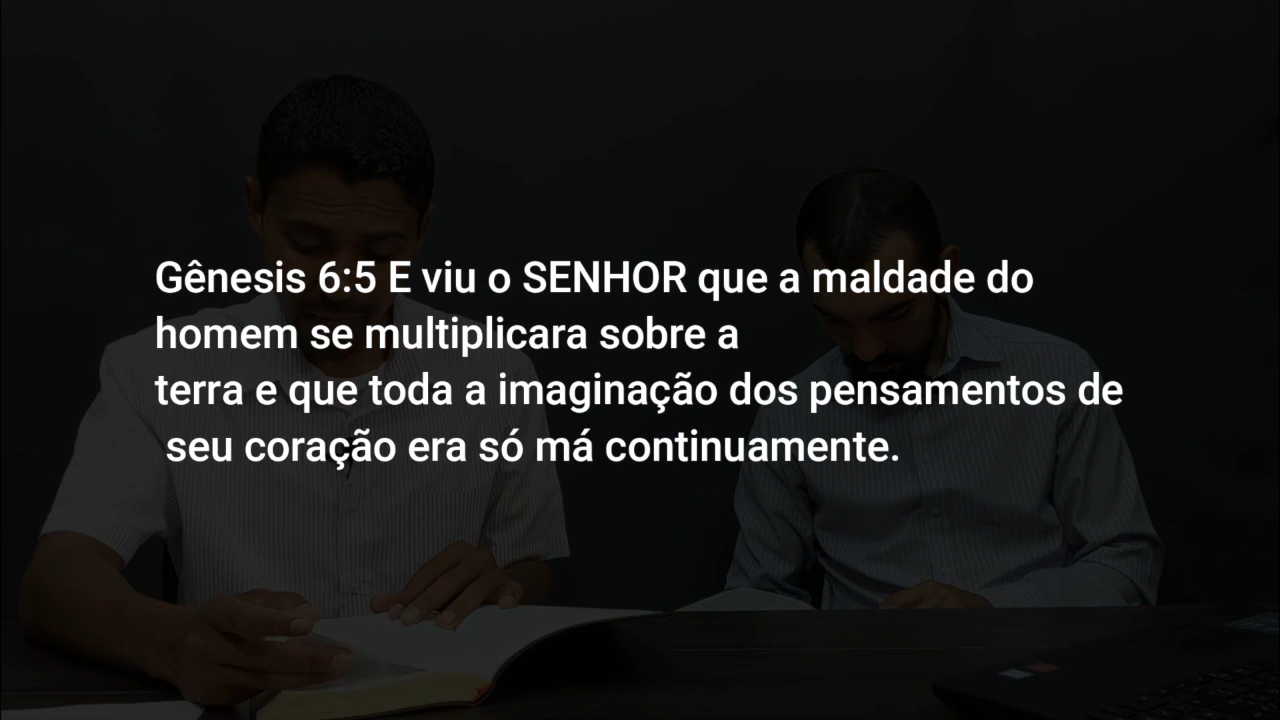 Gênesis 6:5 E viu o SENHOR que a maldade do
homem se multiplicara sobre a
terra e que toda a imaginação dos pensamentos de
seu coração era só má continuamente.